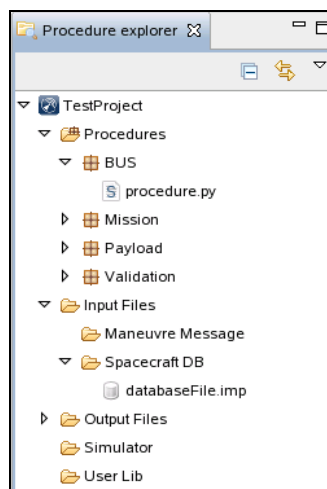 Procedure explorer
TestProject
Procedures
BUS
procedure.py
Mission
Payload
Validation
Input Files
Maneuvre Message
Spacecraft DB
databaseFile.imp
Output Files
Simulator
User Lib